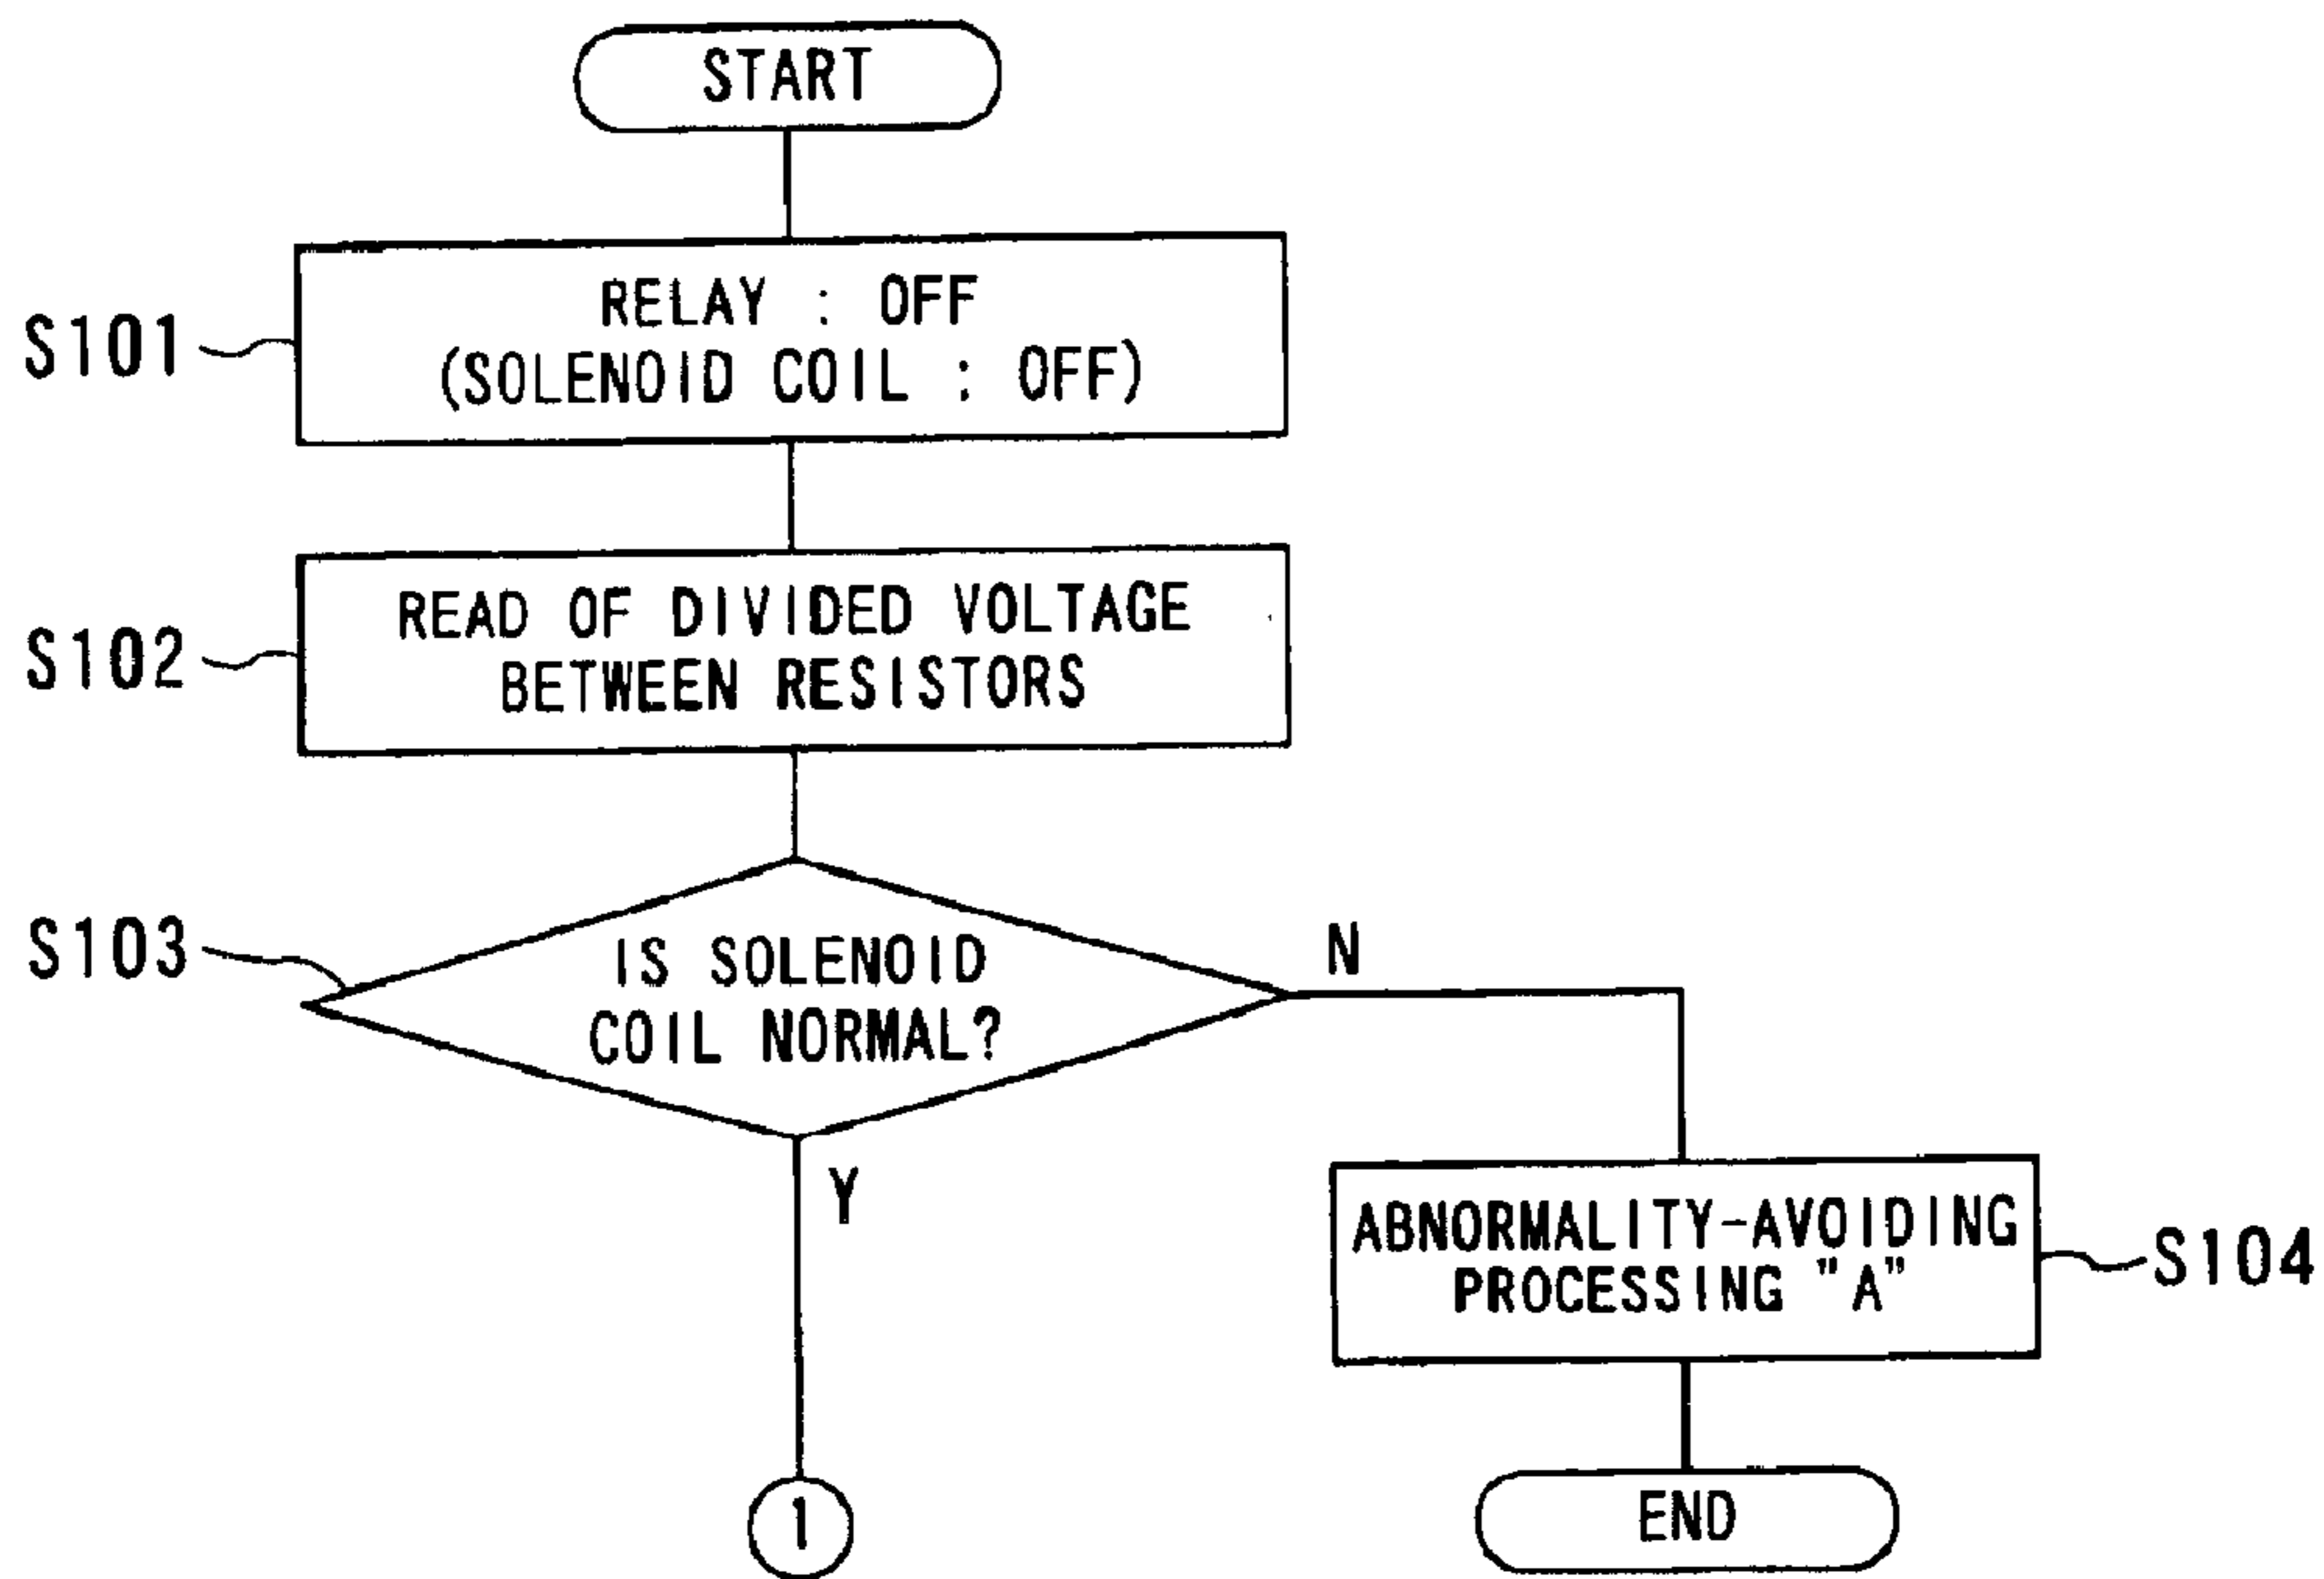 START
S101
RELAY : OFF
(SOLENOID COIL : OFF)
S102
READ OF DIVIDED VOLTAGE
BETWEEN RESISTORS
S103
IS SOLENOID
COIL NORMAL?
N
Y
ABNORMALITY-AVOIDING
PROCESSING "A"
S104
1
END